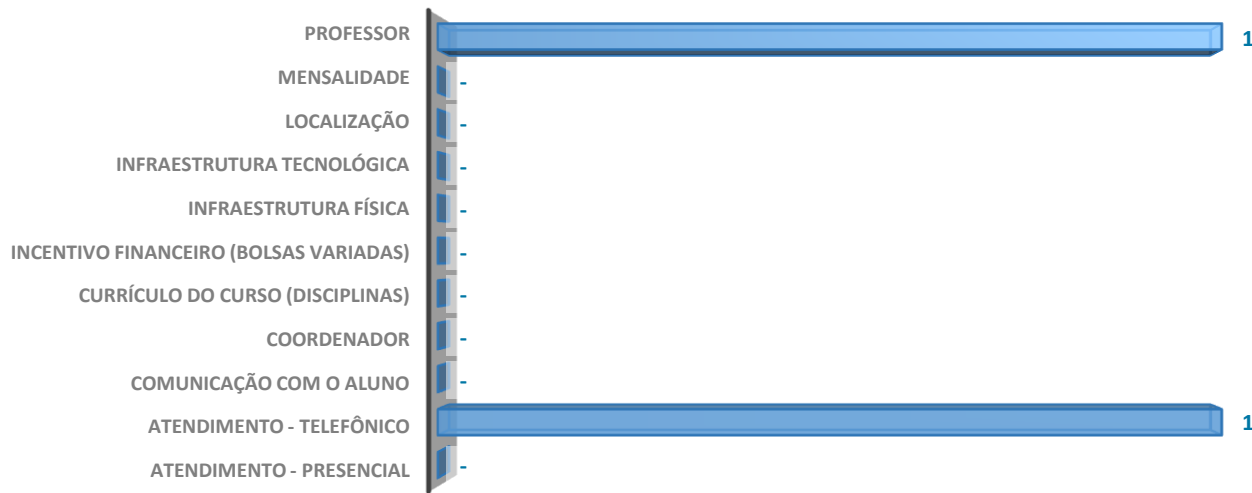 PROFESSOR 1
MENSALIDADE -
LOCALIZAÇÃO -
INFRAESTRUTURA TECNOLÓGICA -
INFRAESTRUTURA FÍSICA -
INCENTIVO FINANCEIRO (BOLSAS VARIADAS) -
CURRÍCULO DO CURSO (DISCIPLINAS) -
COORDENADOR -
COMUNICAÇÃO COM O ALUNO -
ATENDIMENTO - TELEFÔNICO 1
ATENDIMENTO - PRESENCIAL -